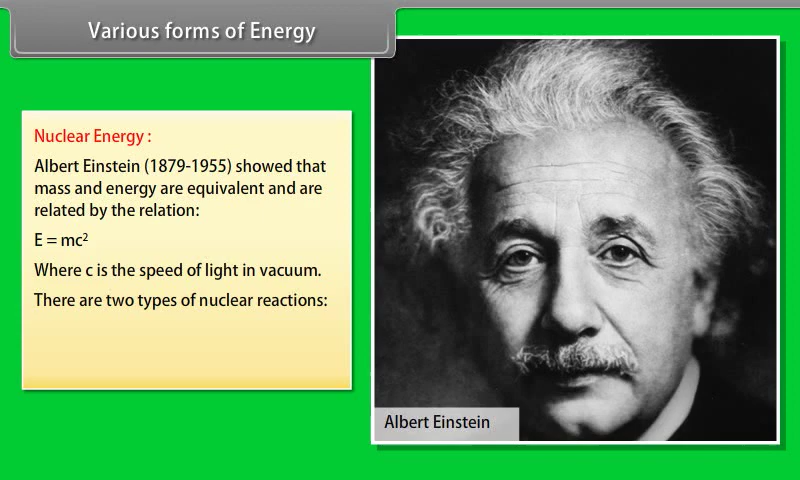 Various forms of Energy
Nuclear Energy :
Albert Einstein (1879-1955) showed that
mass and energy are equivalent and are
related by the relation:
E = mc²
Where c is the speed of light in vacuum.
There are two types of nuclear reactions:
Albert Einstein